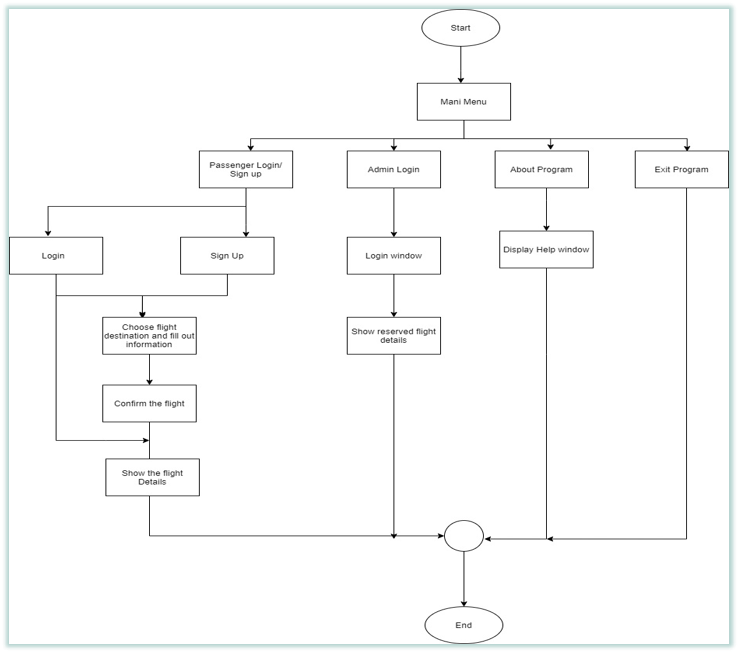 Start
Mani Menu
Passenger Login/
Sign up
Admin Login
About Program
Exit Program
Login
Sign Up
Login window
Display Help window
Choose flight
destination and fill out
information
Show reserved flight
details
Confirm the flight
Show the flight
Details
End